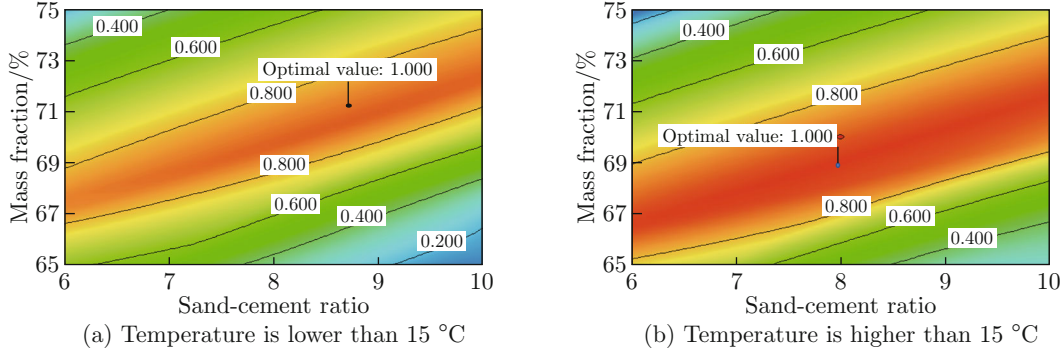 75
73
71
69
67
65
Mass fraction/%
0.400
0.600
Optimal value: 1.000
0.800
0.800
0.600
0.400
0.200
6 7 8 9 10
Sand-cement ratio
(a) Temperature is lower than 15 °C
75
73
71
69
67
65
Mass fraction/%
0.400
0.600
0.800
Optimal value: 1.000
0.800
0.600
0.400
6 7 8 9 10
Sand-cement ratio
(b) Temperature is higher than 15 °C